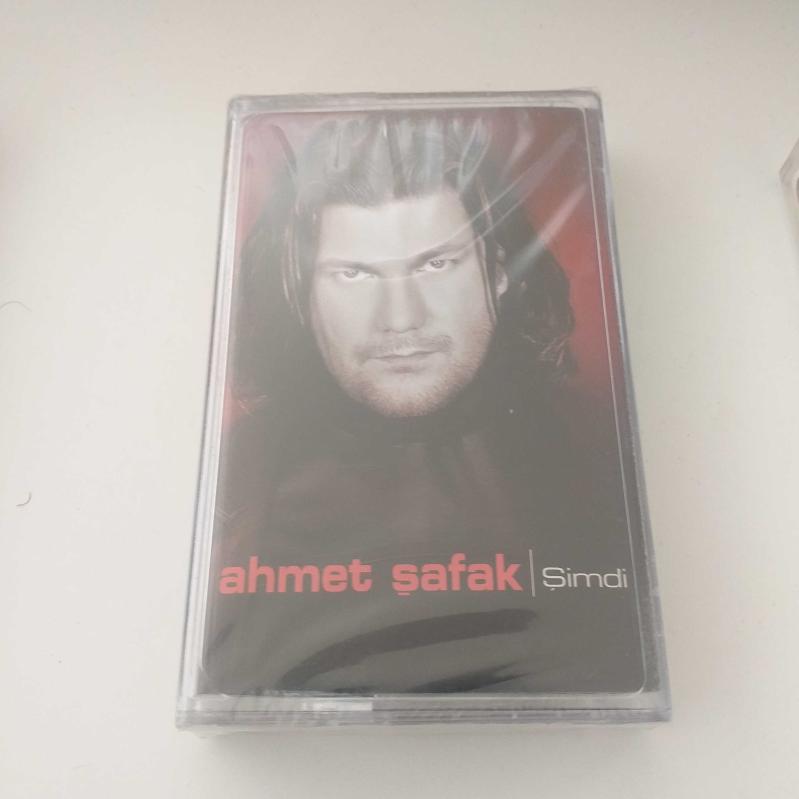 ahmet şafak | Şimdi